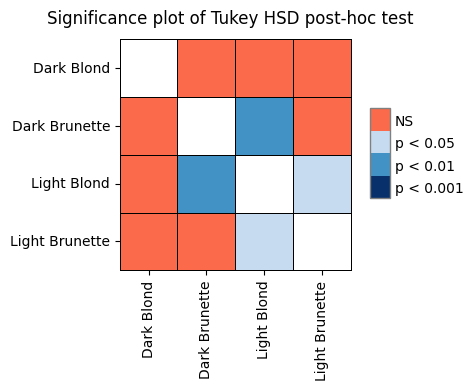 Significance plot of Tukey HSD post-hoc test
Dark Blond
Dark Brunette
Light Blond
Light Brunette
NS
p < 0.05
p < 0.01
p < 0.001
Dark Blond
Dark Brunette
Light Blond
Light Brunette